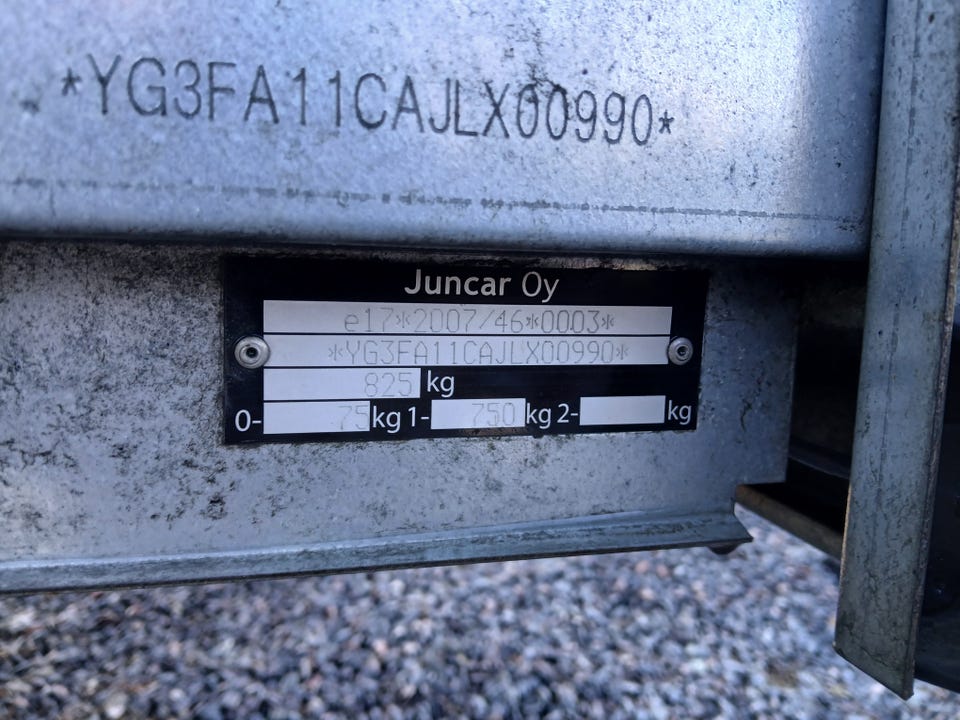 *YG3FA11CAJLX00990*
Juncar Oy
e17*2007/46*0003*
*YG3FA11CAJLX00990*
825 kg
0- 75 kg 1- 750 kg 2- kg